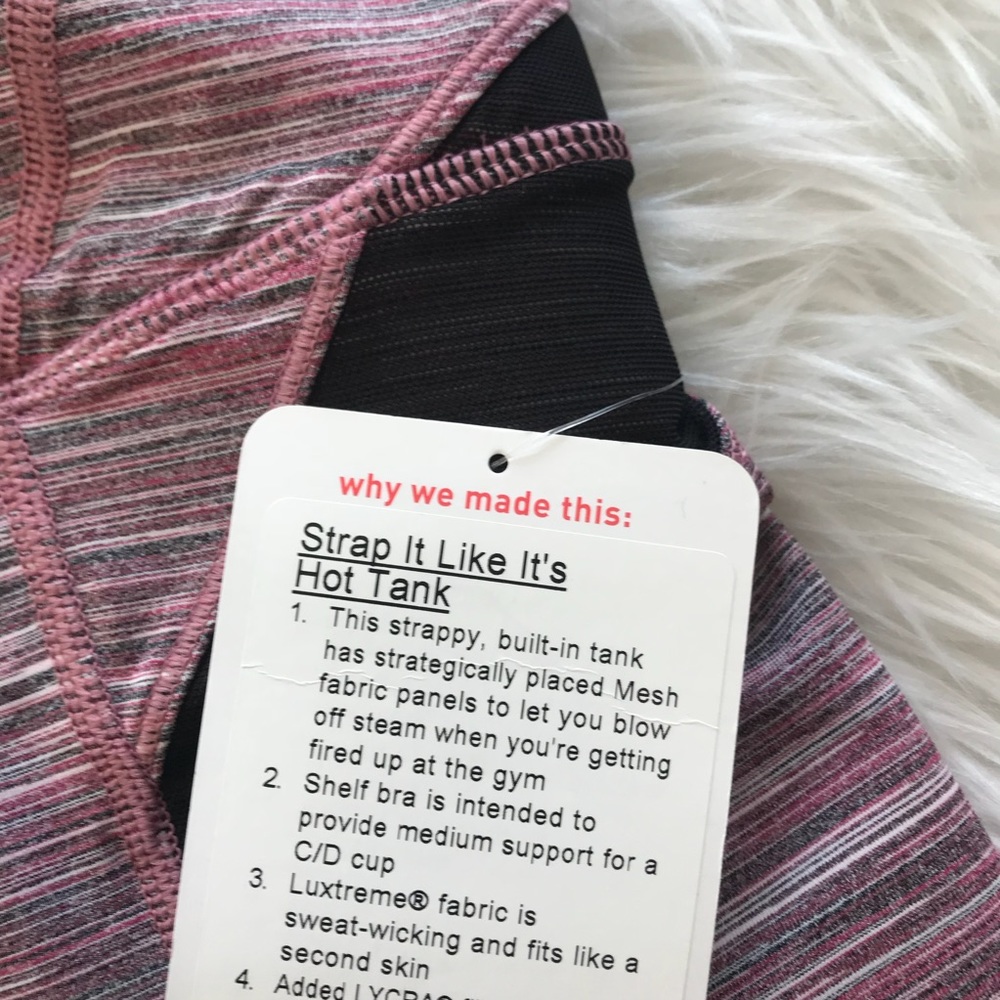 why we made this:
Strap It Like It's
Hot Tank
1. This strappy, built-in tank
has strategically placed Mesh
fabric panels to let you blow
off steam when you're getting
fired up at the gym
2. Shelf bra is intended to
provide medium support for a
C/D cup
3. Luxtreme® fabric is
sweat-wicking and fits like a
second skin
4. Added LYCRA®